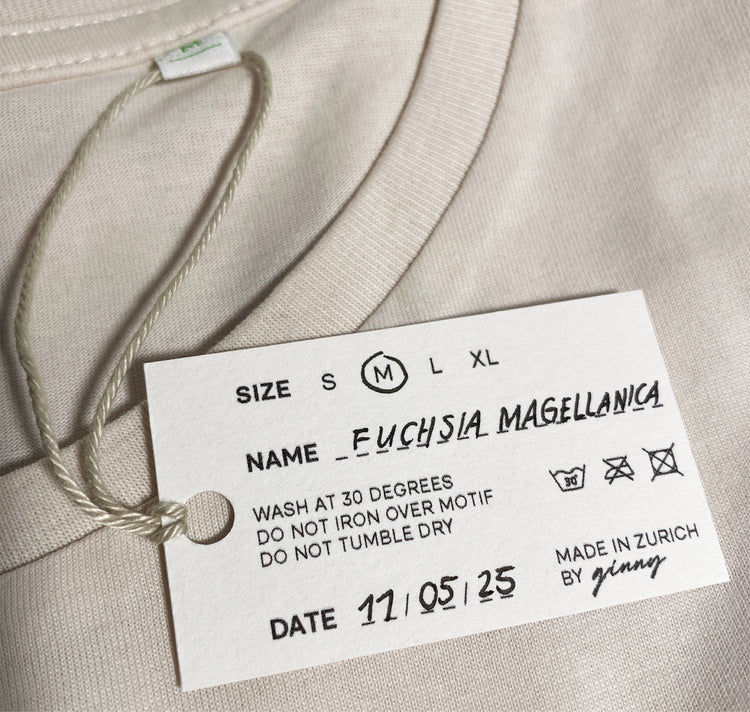 M
SIZE S M L XL
NAME FUCHSIA MAGELLANICA
WASH AT 30 DEGREES
DO NOT IRON OVER MOTIF
DO NOT TUMBLE DRY
30°
DATE 11/05/25
MADE IN ZURICH
BY ginny